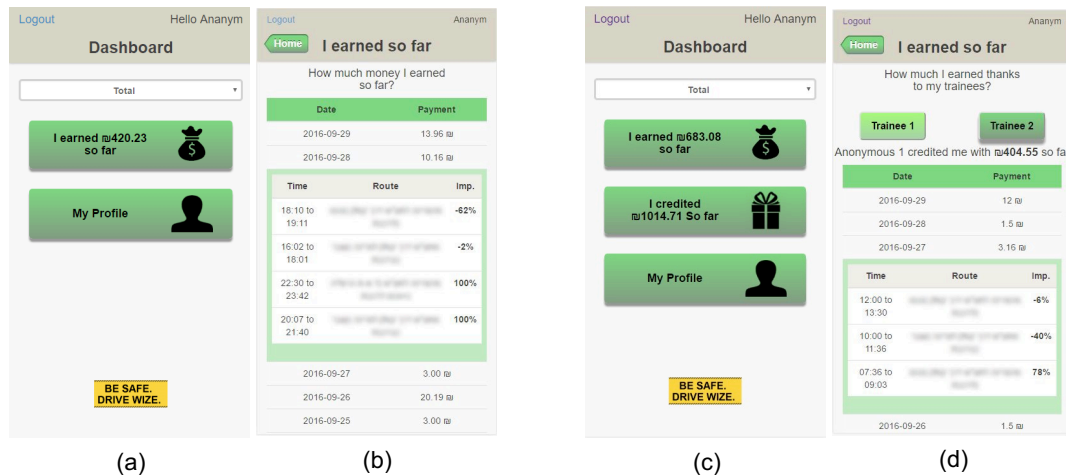 Logout Hello Ananym
Dashboard
Total
I earned ₪420.23
so far
My Profile
BE SAFE.
DRIVE WIZE.
(a)
Logout Ananym
Home I earned so far
How much money I earned
so far?
Date Payment
2016-09-29 13.96 ₪
2016-09-28 10.16 ₪
Time Route Imp.
18:10 to
19:11
-62%
16:02 to
18:01
-2%
22:30 to
23:42
100%
20:07 to
21:40
100%
2016-09-27 3.00 ₪
2016-09-26 20.19 ₪
2016-09-25 3.00 ₪
(b)
Logout Hello Ananym
Dashboard
Total
I earned ₪683.08
so far
I credited
₪1014.71 So far
My Profile
BE SAFE.
DRIVE WIZE.
(c)
Logout Ananym
Home I earned so far
How much I earned thanks
to my trainees?
Trainee 1 Trainee 2
Anonymous 1 credited me with ₪404.55 so fa
Date Payment
2016-09-29 12 ₪
2016-09-28 1.5 ₪
2016-09-27 3.16 ₪
Time Route Imp.
12:00 to
13:30
-6%
10:00 to
11:36
-40%
07:36 to
09:03
78%
2016-09-26 1.5 ₪
(d)